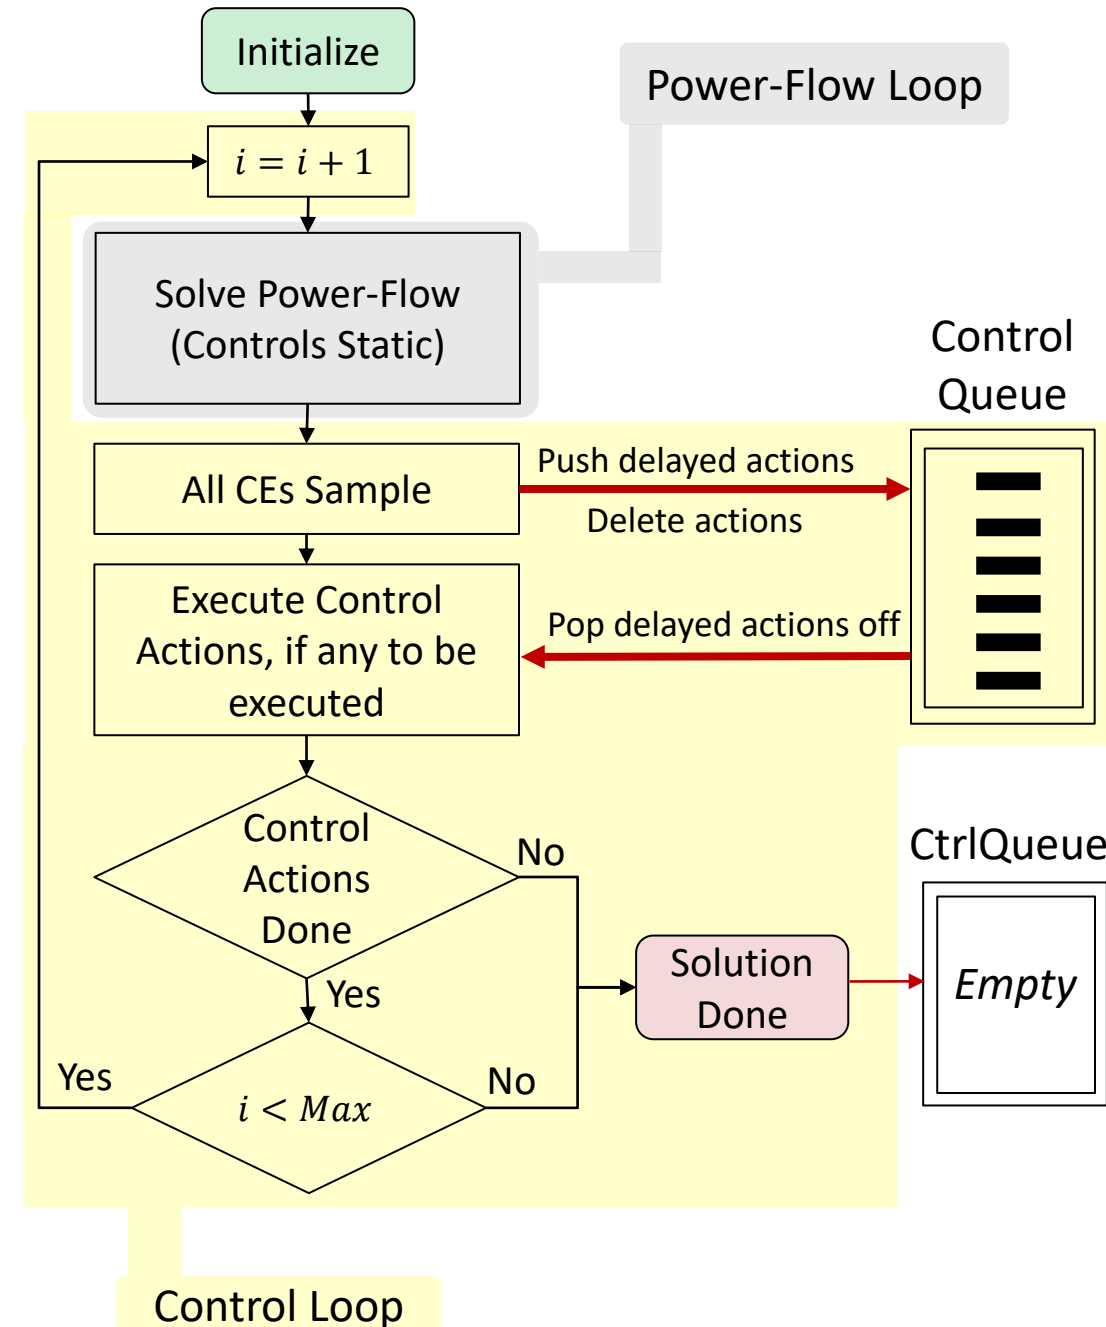 Initialize
Power-Flow Loop
i = i + 1
Solve Power-Flow
(Controls Static)
Control
Queue
All CEs Sample
Push delayed actions
Delete actions
Execute Control
Actions, if any to be
executed
Pop delayed actions off
Control
Actions
Done
No
Yes
CtrlQueue
Solution
Done
Empty
Yes
i < Max
No
Control Loop